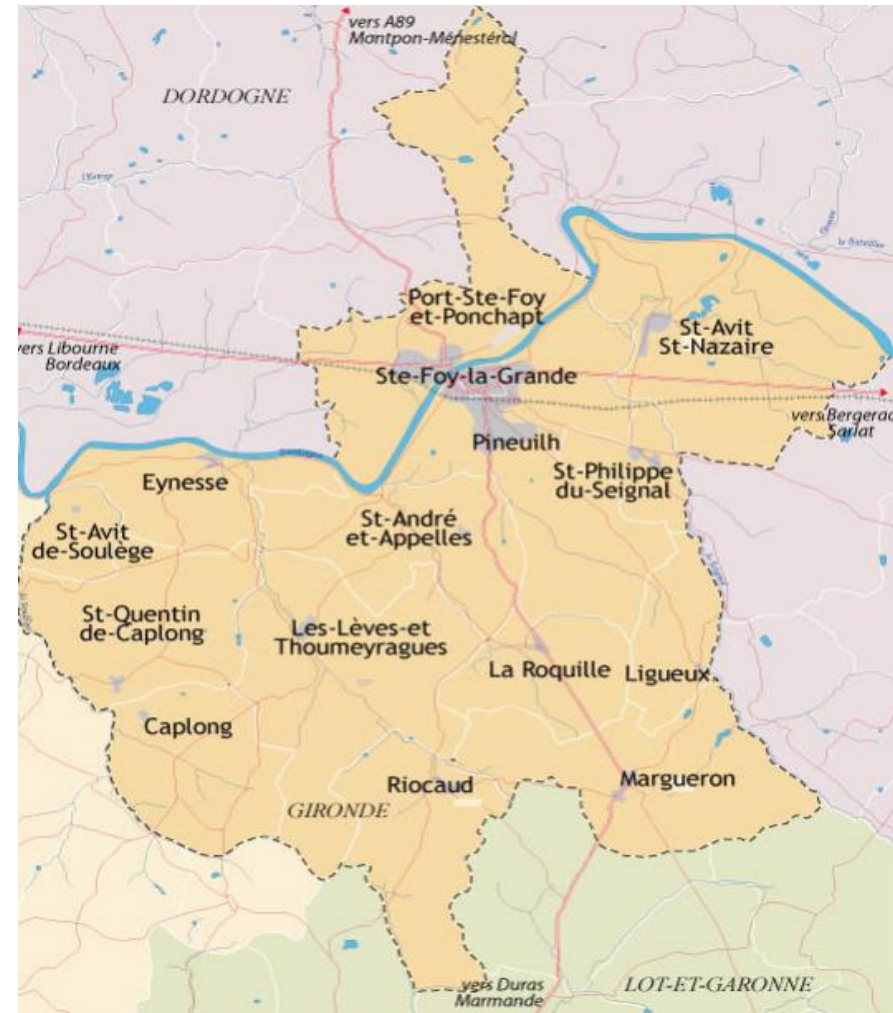 vers A89
Montpon-Ménestérol
DORDOGNE
Port-Ste-Foy
et-Ponchapt
St-Avit
St-Nazaire
vers Libourne
Bordeaux
Ste-Foy-la-Grande
vers Bergerac
Sarlat
Pineuilh
St-Philippe
du-Seignal
Dordogne
Eynesse
St-André
et-Appelles
St-Avit
de-Soulège
St-Quentin
de-Caplong
Les-Lèves-et
Thoumeyragues
La Roquille
Ligueux
Caplong
Riocaud
Margueron
GIRONDE
vers Duras
Marmande
LOT-ET-GARONNE